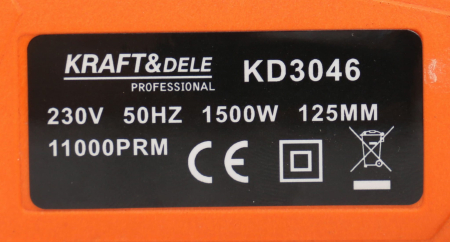 KRAFT&DELE KD3046
PROFESSIONAL
230V 50HZ 1500W 125MM
11000PRM CE